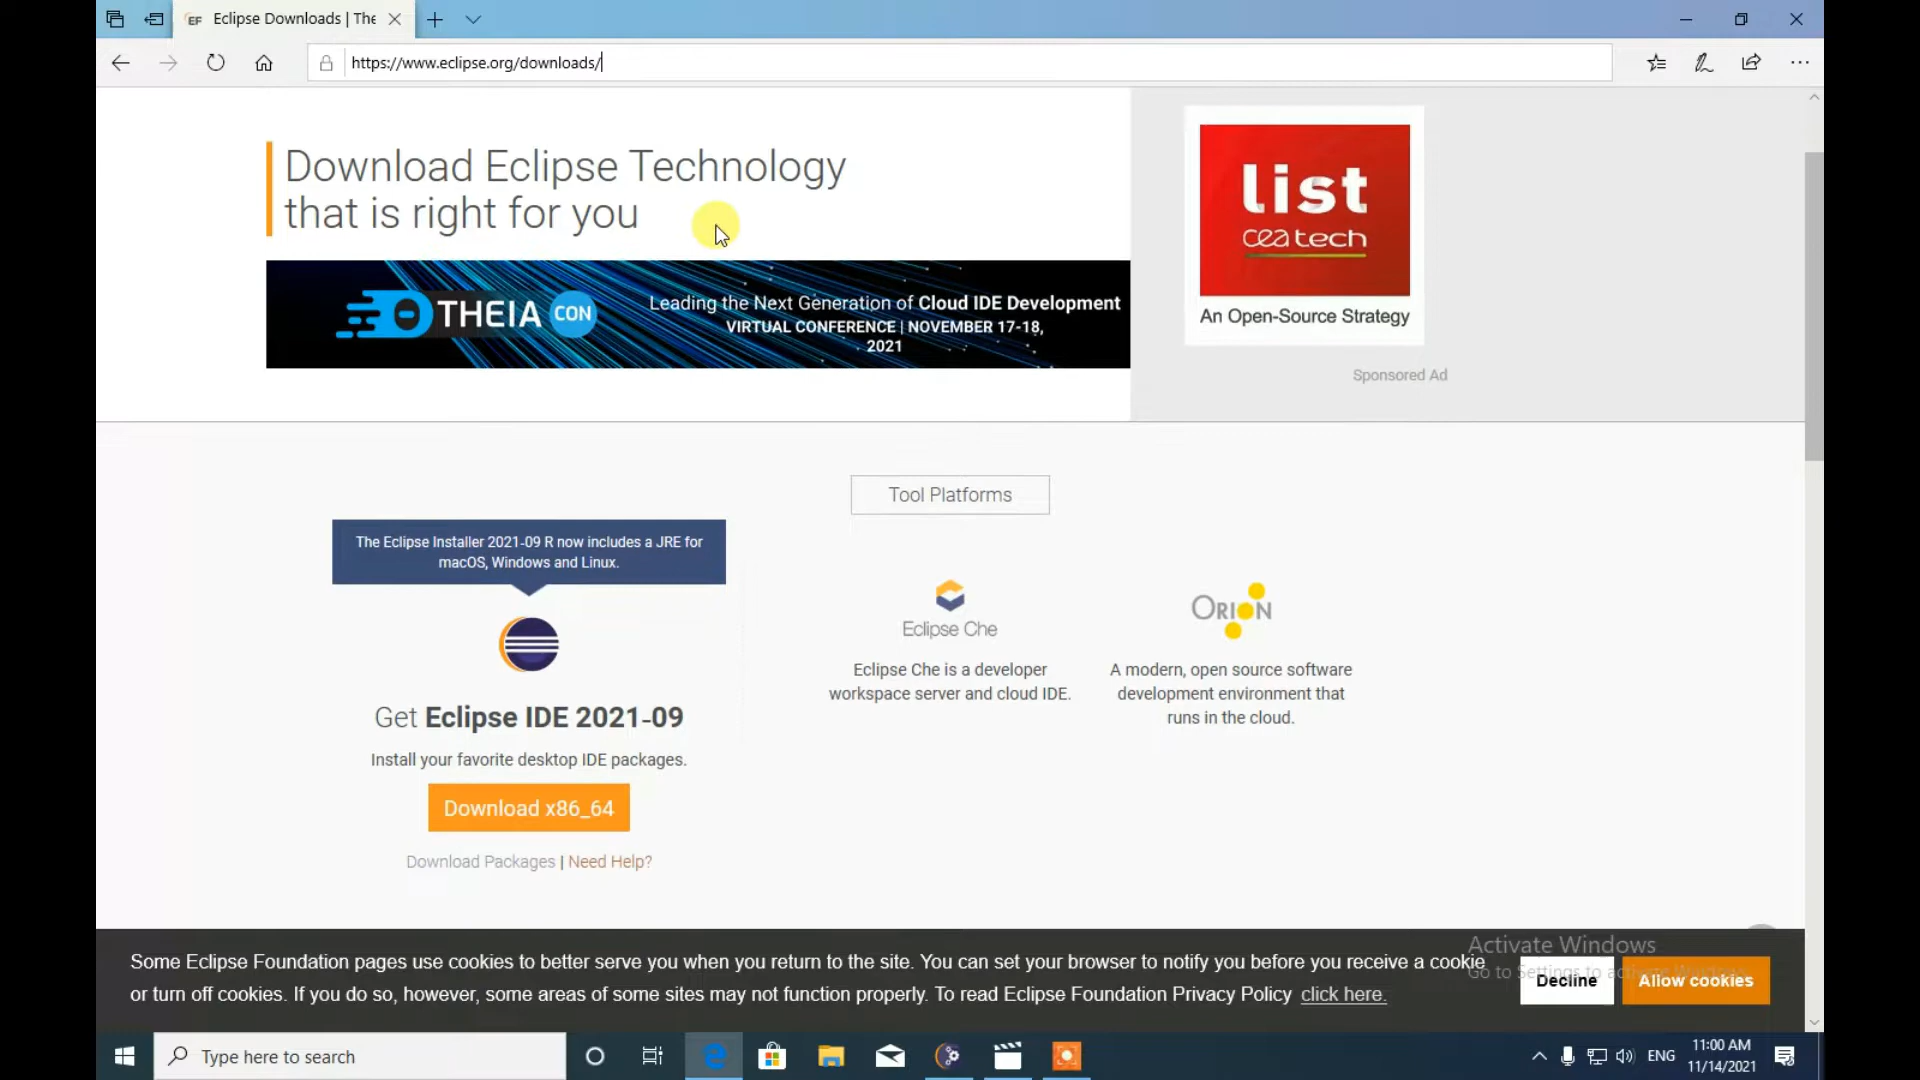 EF Eclipse Downloads | The
https://www.eclipse.org/downloads/
Download Eclipse Technology
that is right for you
THEIA CON
Leading the Next Generation of Cloud IDE Development
VIRTUAL CONFERENCE | NOVEMBER 17-18,
2021
list
cea tech
An Open-Source Strategy
Sponsored Ad
Tool Platforms
The Eclipse Installer 2021-09 R now includes a JRE for
macOS, Windows and Linux.
Get Eclipse IDE 2021-09
Install your favorite desktop IDE packages.
Download x86_64
Download Packages | Need Help?
Eclipse Che
Eclipse Che is a developer
workspace server and cloud IDE.
ORION
A modern, open source software
development environment that
runs in the cloud.
Some Eclipse Foundation pages use cookies to better serve you when you return to the site. You can set your browser to notify you before you receive a cookie
or turn off cookies. If you do so, however, some areas of some sites may not function properly. To read Eclipse Foundation Privacy Policy click here.
Decline
Allow cookies
Activate Windows
Go to Settings to activate Windows.
Type here to search
ENG
11:00 AM
11/14/2021